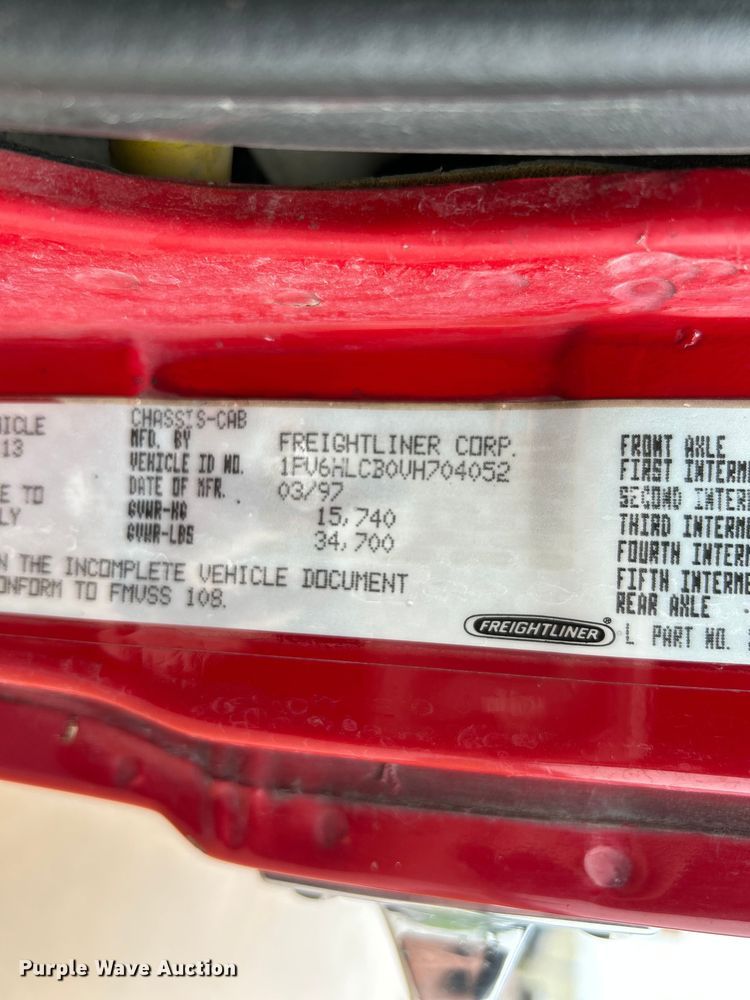 HICLE CHASSIS-CAB
13 MFD. BY FREIGHTLINER CORP. FRONT AXLE
VEHICLE ID NO. 1FV6HLCB0VH704052 FIRST INTERM
E TO DATE OF MFR. 03/97 SECOND INTER
LY GVWR-KG 15,740 THIRD INTERM
GVWR-LBS 34,700 FOURTH INTER
N THE INCOMPLETE VEHICLE DOCUMENT FIFTH INTERME
ONFORM TO FMVSS 108. REAR AXLE
FREIGHTLINER® L PART NO.
Purple Wave Auction